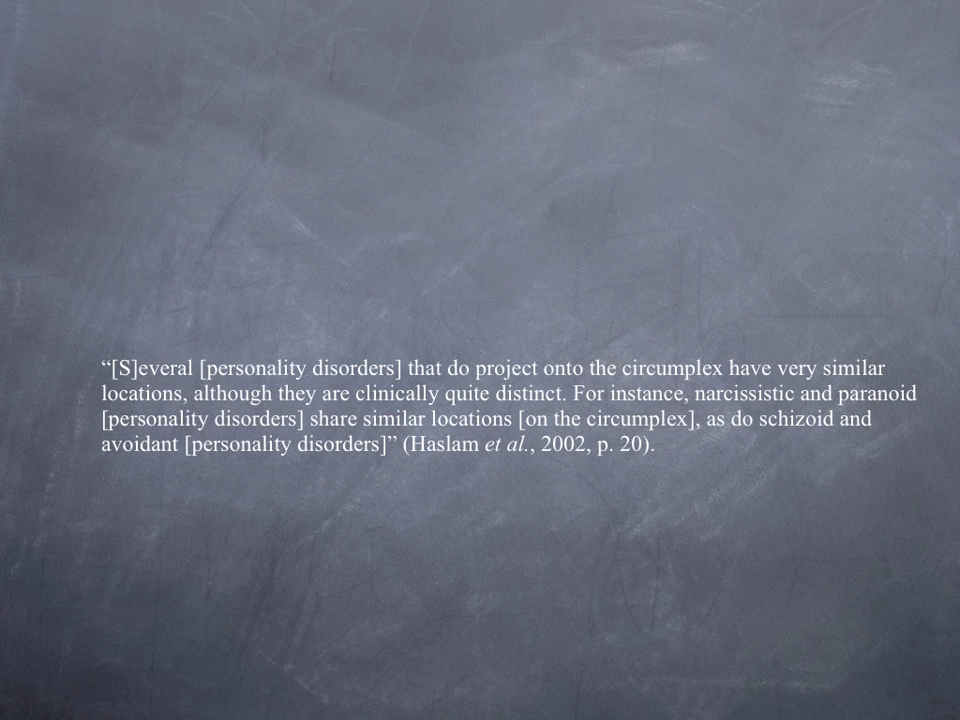 “[S]everal [personality disorders] that do project onto the circumplex have very similar
locations, although they are clinically quite distinct. For instance, narcissistic and paranoid
[personality disorders] share similar locations [on the circumplex], as do schizoid and
avoidant [personality disorders]” (Haslam et al., 2002, p. 20).